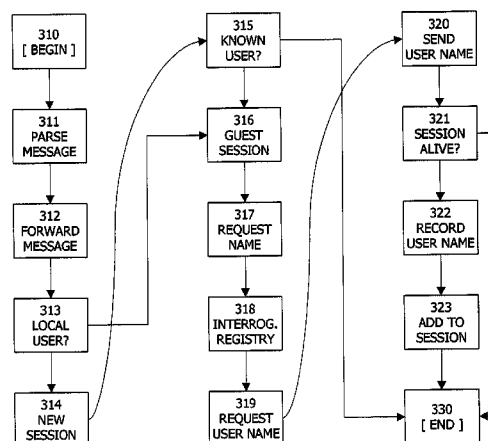 310
[ BEGIN ]
311
PARSE
MESSAGE
312
FORWARD
MESSAGE
313
LOCAL
USER?
314
NEW
SESSION
315
KNOWN
USER?
316
GUEST
SESSION
317
REQUEST
NAME
318
INTERROG.
REGISTRY
319
REQUEST
USER NAME
320
SEND
USER NAME
321
SESSION
ALIVE?
322
RECORD
USER NAME
323
ADD TO
SESSION
330
[ END ]